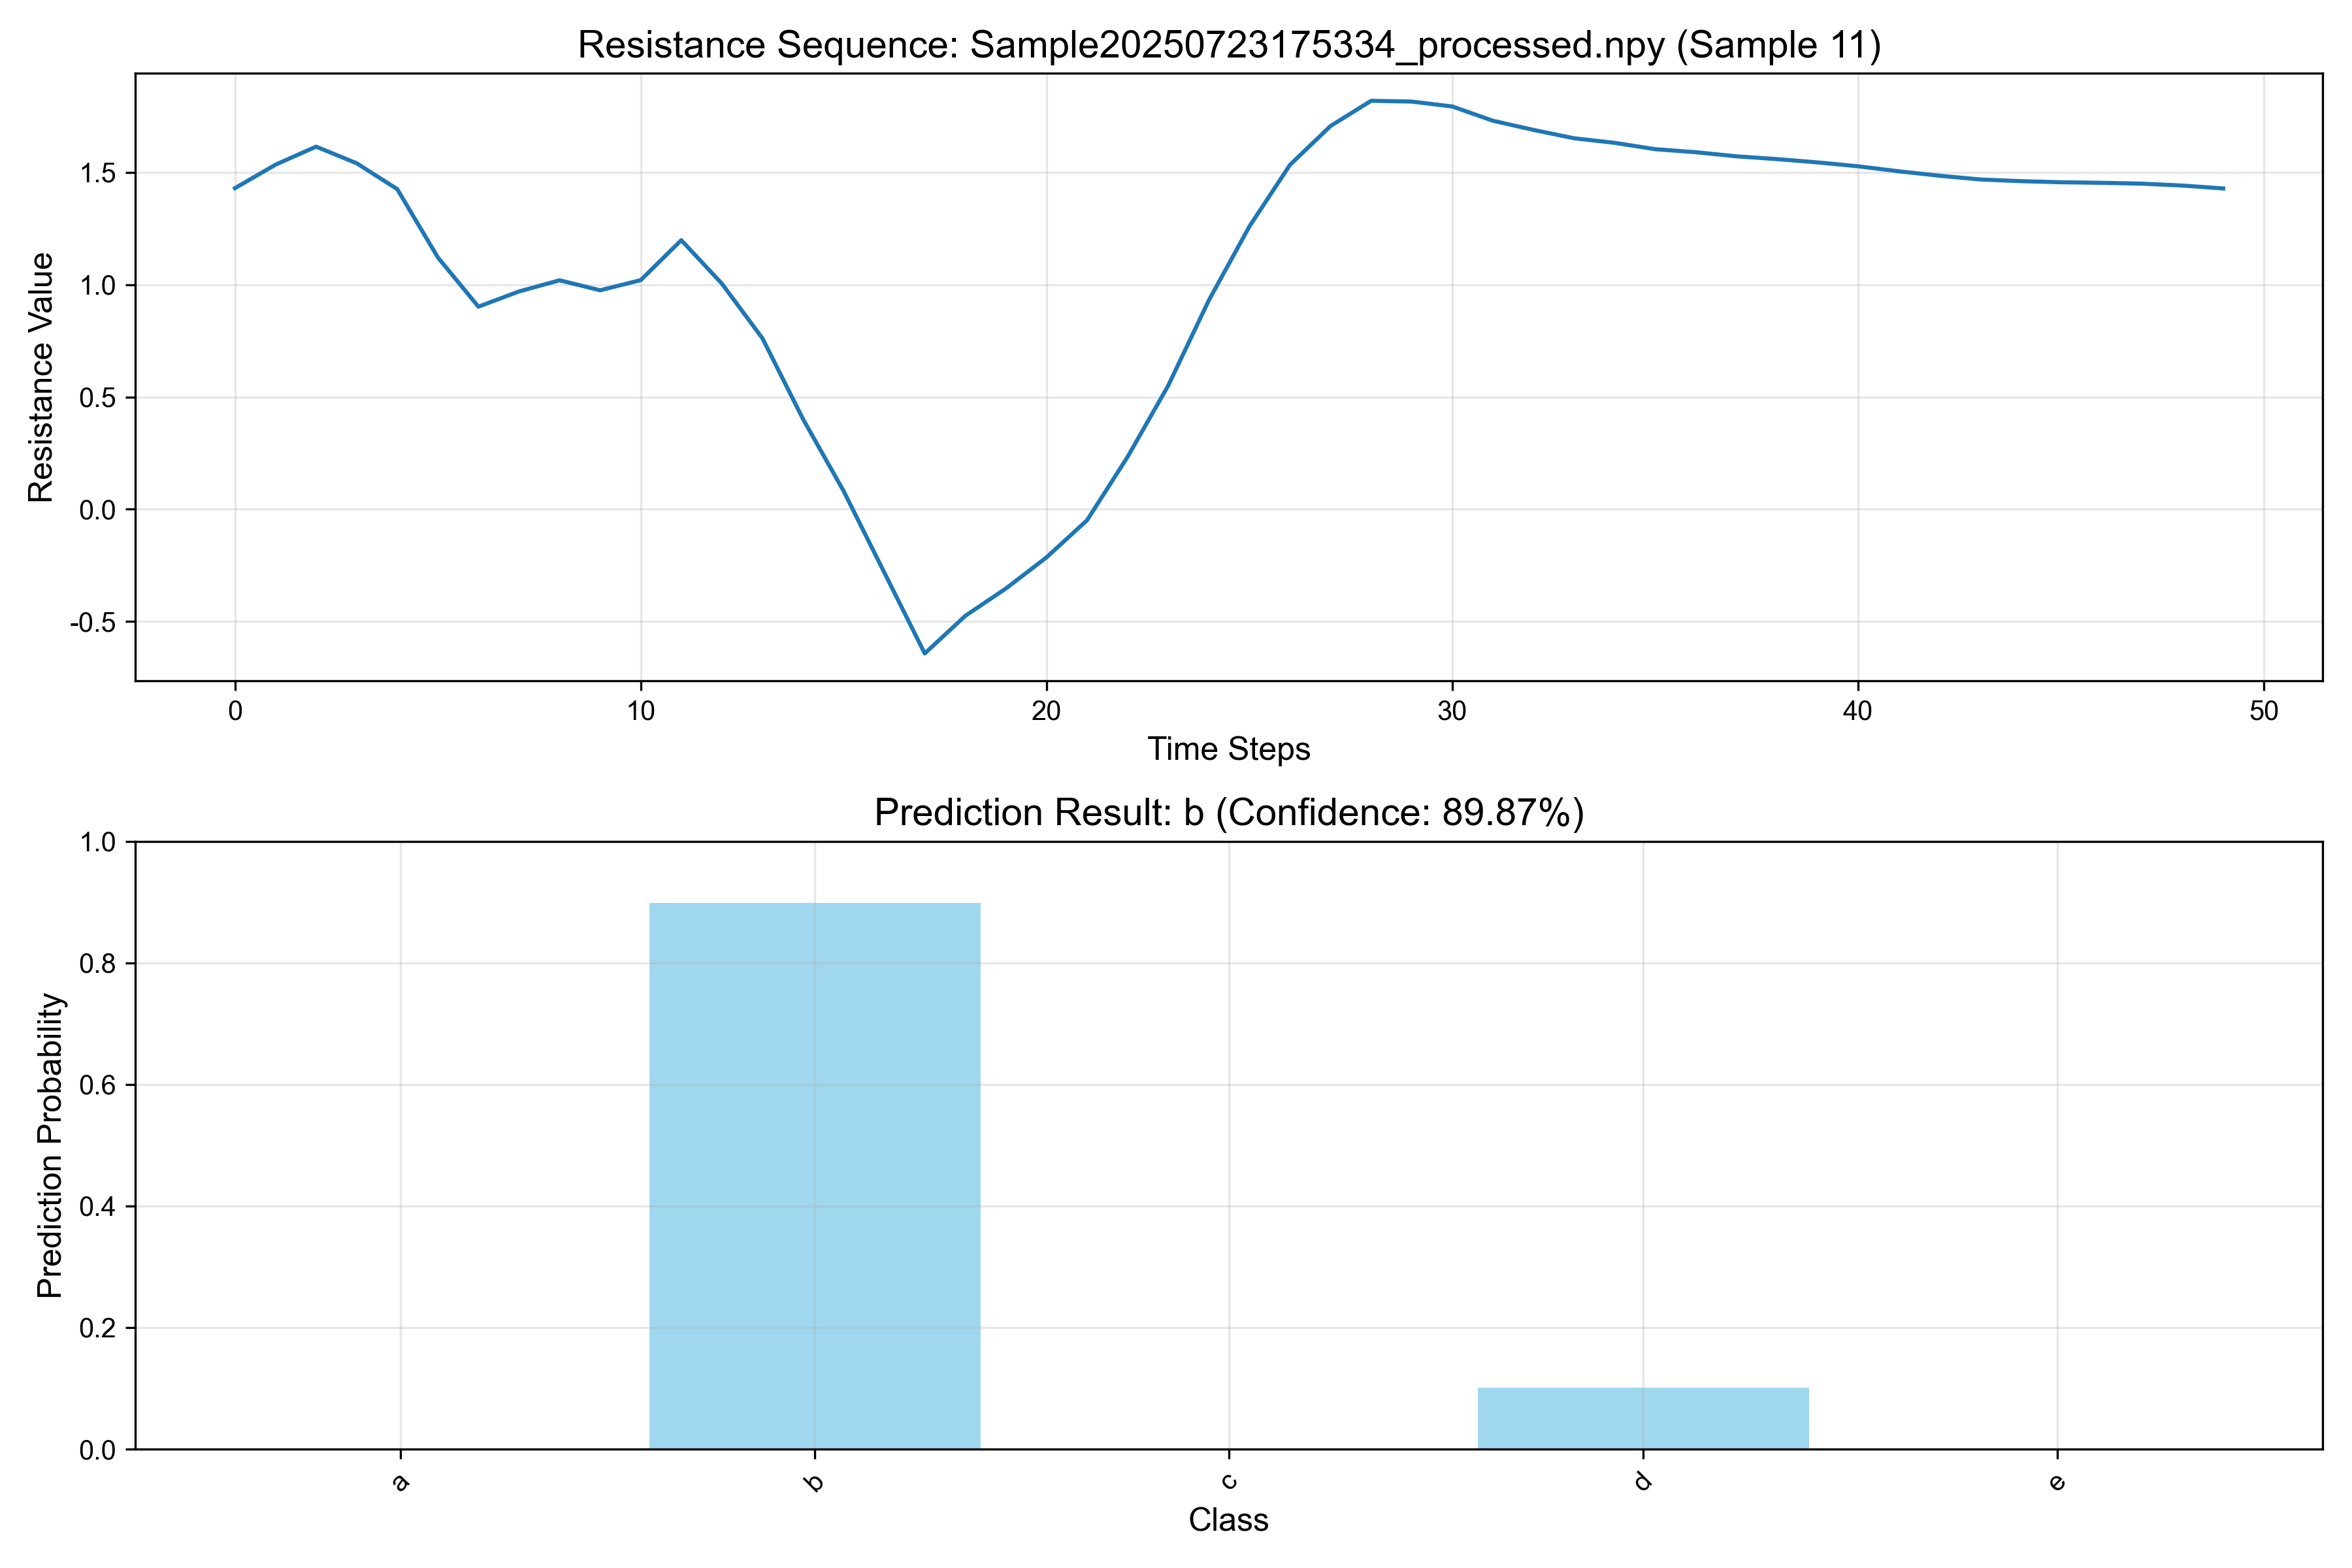 Resistance Sequence: Sample20250723175334_processed.npy (Sample 11)
Resistance Value
1.5
1.0
0.5
0.0
-0.5
0 10 20 30 40 50
Time Steps
Prediction Result: b (Confidence: 89.87%)
Prediction Probability
1.0
0.8
0.6
0.4
0.2
0.0
a b c d e
Class